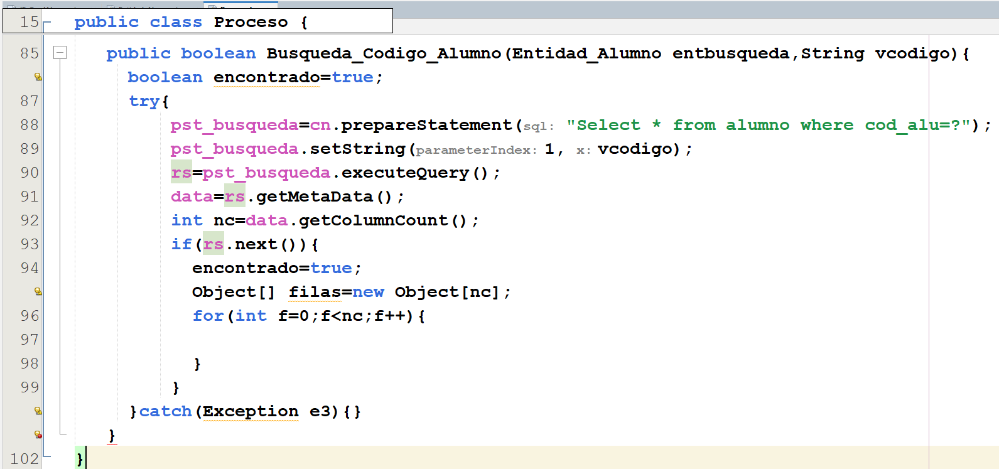 15 public class Proceso {
85 public boolean Busqueda_Codigo_Alumno(Entidad_Alumno entbusqueda,String vcodigo){
boolean encontrado=true;
87 try{
88 pst_busqueda=cn.prepareStatement(sql: "Select * from alumno where cod_alu=?");
89 pst_busqueda.setString(parameterIndex: 1, x: vcodigo);
90 rs=pst_busqueda.executeQuery();
91 data=rs.getMetaData();
92 int nc=data.getColumnCount();
93 if(rs.next()){
94 encontrado=true;
Object[] filas=new Object[nc];
96 for(int f=0;f<nc;f++){
97
98 }
99 }
}catch(Exception e3){}
}
102 }